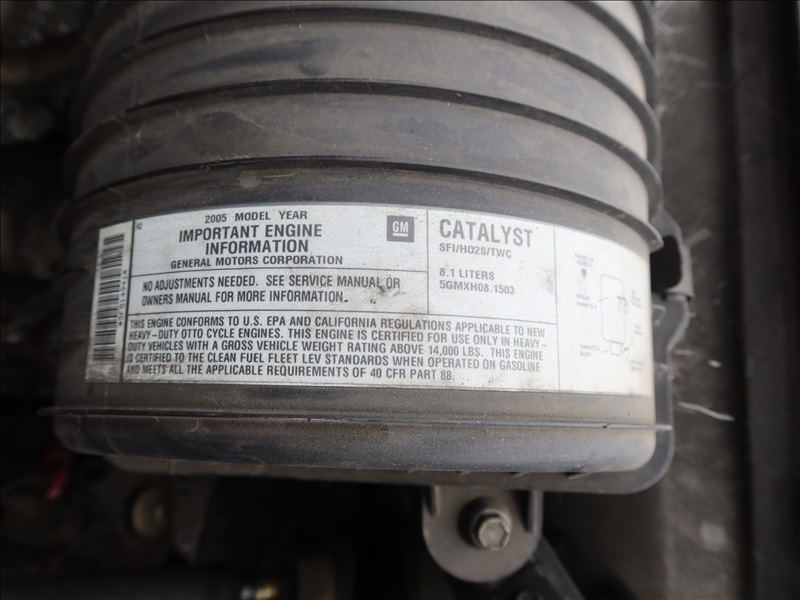 2005 MODEL YEAR
IMPORTANT ENGINE
INFORMATION
GENERAL MOTORS CORPORATION
GM
NO ADJUSTMENTS NEEDED. SEE SERVICE MANUAL OR
OWNERS MANUAL FOR MORE INFORMATION.
CATALYST
SFI/HO2S/TWC
8.1 LITERS
5GMXH08.1503
THIS ENGINE CONFORMS TO U.S. EPA AND CALIFORNIA REGULATIONS APPLICABLE TO NEW
HEAVY-DUTY OTTO CYCLE ENGINES. THIS ENGINE IS CERTIFIED FOR USE ONLY IN HEAVY-
DUTY VEHICLES WITH A GROSS VEHICLE WEIGHT RATING ABOVE 14,000 LBS. THIS ENGINE
IS CERTIFIED TO THE CLEAN FUEL FLEET LEV STANDARDS WHEN OPERATED ON GASOLINE
AND MEETS ALL THE APPLICABLE REQUIREMENTS OF 40 CFR PART 88.